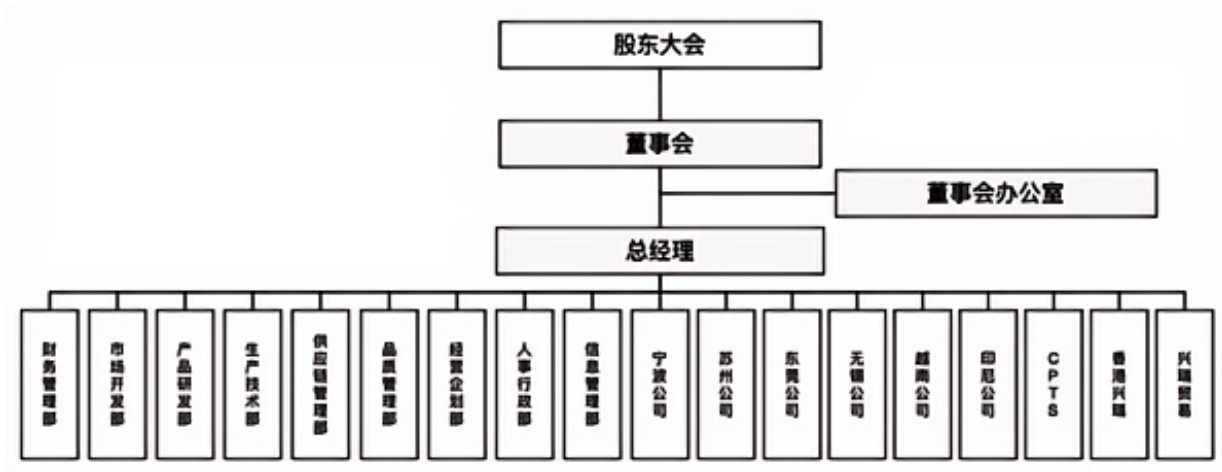 股东大会
董事会
董事会办公室
总经理
财务管理部
市场开发部
产品研发部
生产技术部
供应链管理部
品质管理部
经营企划部
人事行政部
信息管理部
宁波公司
苏州公司
东莞公司
无锡公司
越南公司
印尼公司
CPTS
香港兴瑞
兴瑞贸易